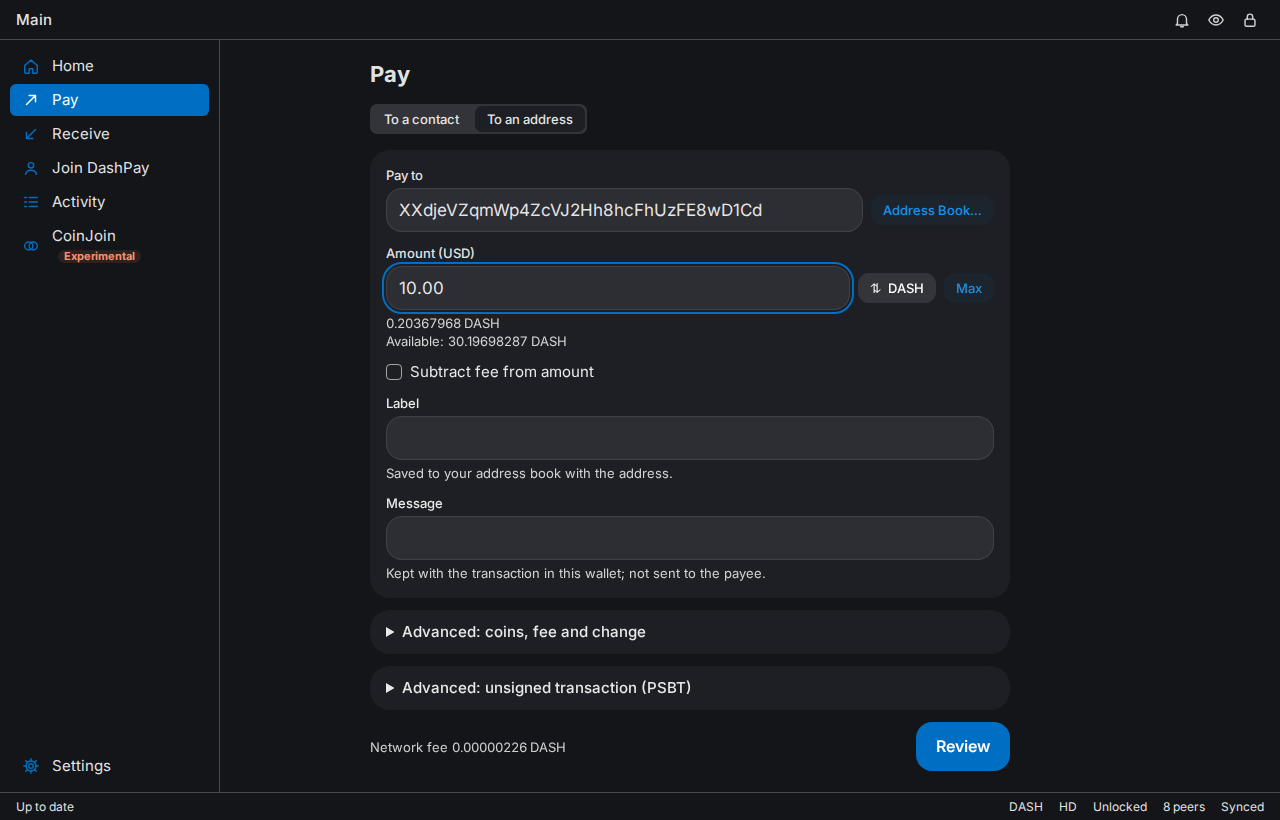 Main
Home
Pay
Receive
Join DashPay
Activity
CoinJoin
Experimental
Settings
Pay
To a contact
To an address
Pay to
XXdjeVZqmWp4ZcVJ2Hh8hcFhUzFE8wD1Cd
Address Book...
Amount (USD)
10.00
⇅ DASH
Max
0.20367968 DASH
Available: 30.19698287 DASH
Subtract fee from amount
Label
Saved to your address book with the address.
Message
Kept with the transaction in this wallet; not sent to the payee.
Advanced: coins, fee and change
Advanced: unsigned transaction (PSBT)
Network fee 0.00000226 DASH
Review
Up to date
DASH
HD
Unlocked
8 peers
Synced